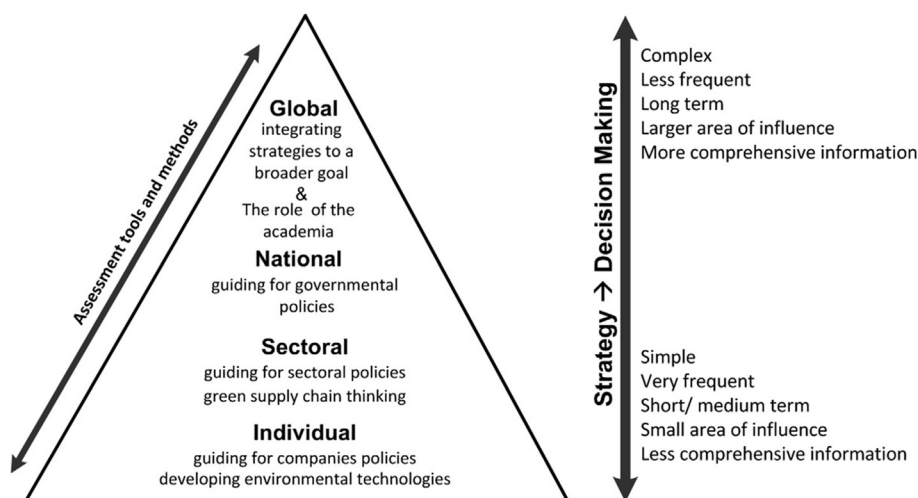 Assessment tools and methods
Global
integrating
strategies to a
broader goal
&
The role of the
academia
National
guiding for governmental
policies
Sectoral
guiding for sectoral policies
green supply chain thinking
Individual
guiding for companies policies
developing environmental technologies
Strategy → Decision Making
Complex
Less frequent
Long term
Larger area of influence
More comprehensive information
Simple
Very frequent
Short/ medium term
Small area of influence
Less comprehensive information